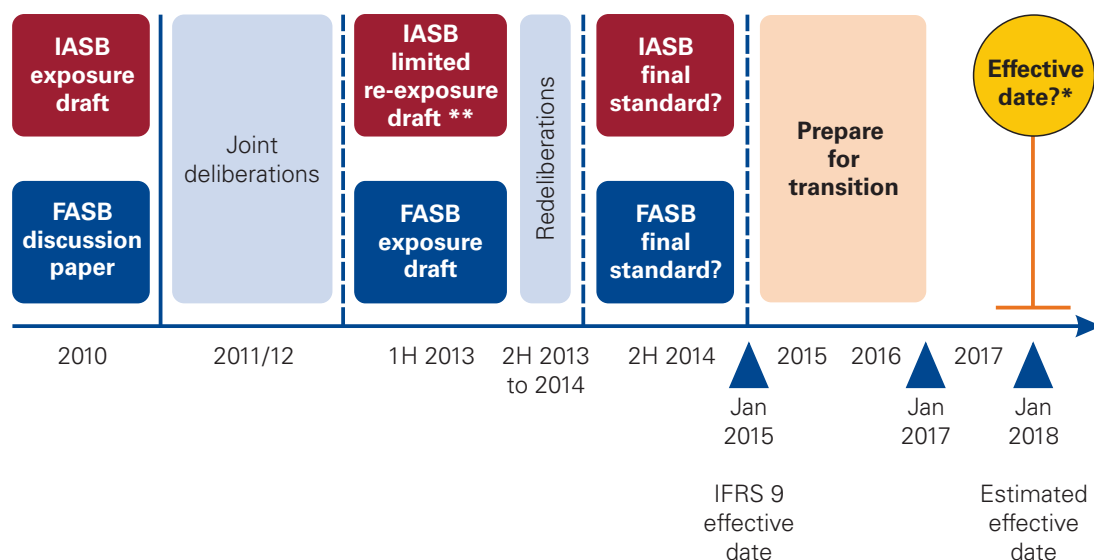 IASB
exposure
draft
FASB
discussion
paper
Joint
deliberations
IASB
limited
re-exposure
draft **
FASB
exposure
draft
Redeliberations
IASB
final
standard?
FASB
final
standard?
Prepare
for
transition
Effective
date?*
2010
2011/12
1H 2013
2H 2013
to 2014
2H 2014
2015
2016
2017
Jan
2015
Jan
2017
Jan
2018
IFRS 9
effective
date
Estimated
effective
date